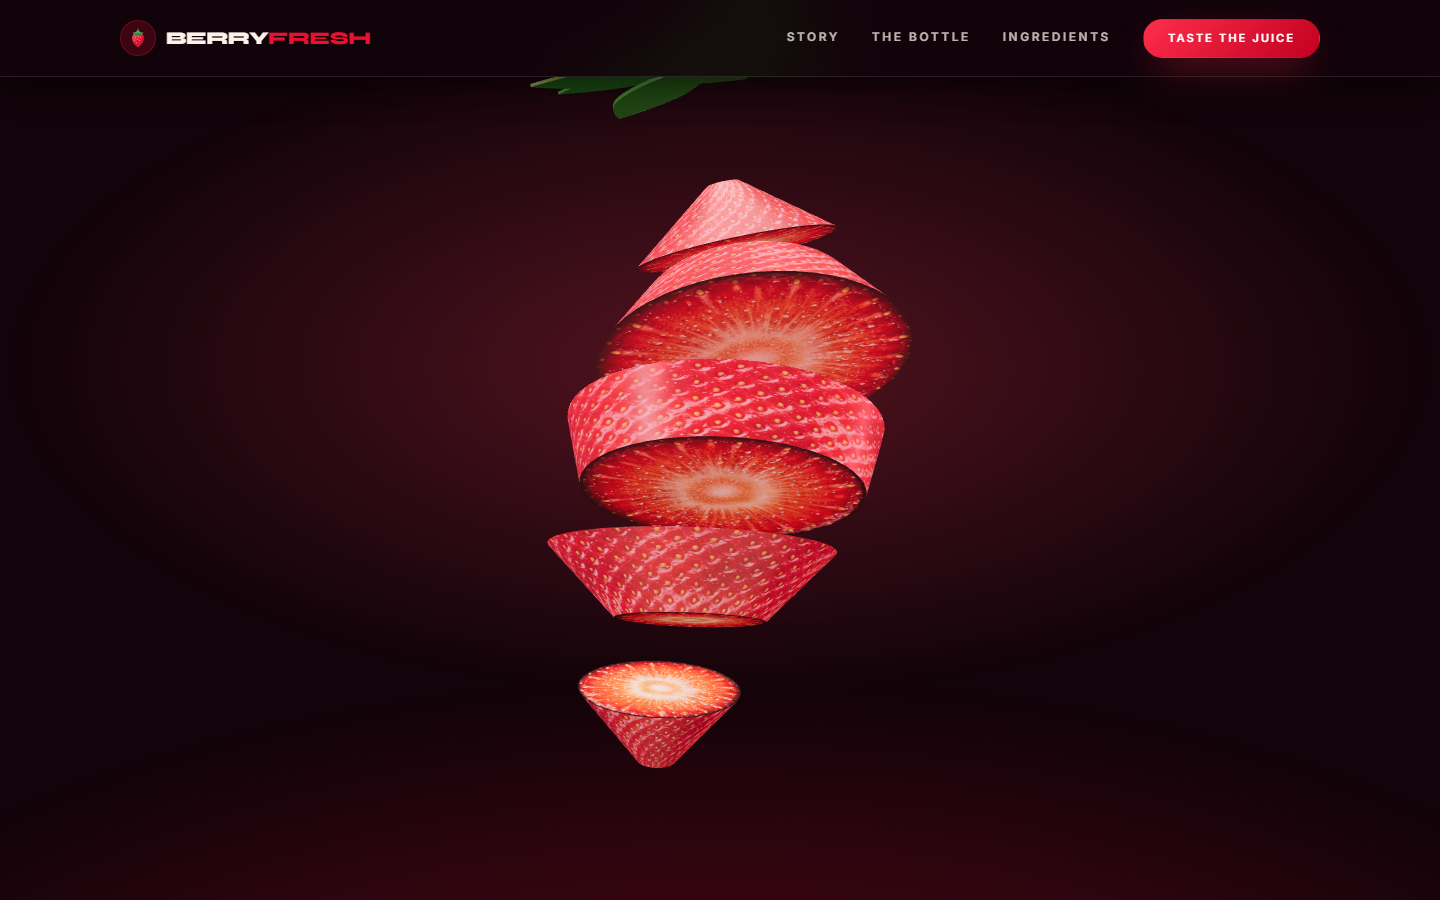 BERRYFRESH
STORY
THE BOTTLE
INGREDIENTS
TASTE THE JUICE